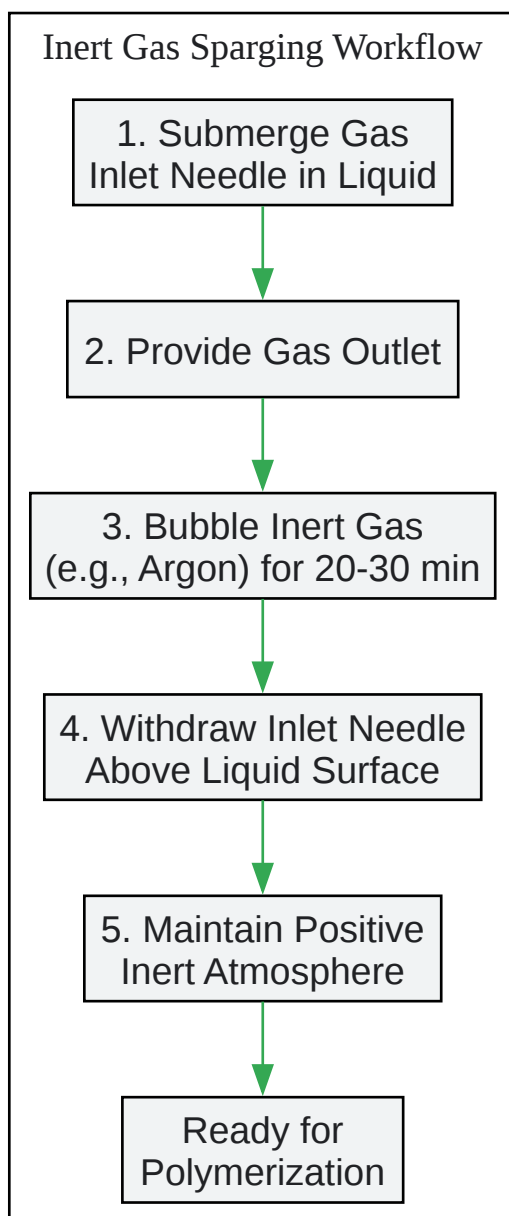 Inert Gas Sparging Workflow
1. Submerge Gas
Inlet Needle in Liquid
2. Provide Gas Outlet
3. Bubble Inert Gas
(e.g., Argon) for 20-30 min
4. Withdraw Inlet Needle
Above Liquid Surface
5. Maintain Positive
Inert Atmosphere
Ready for
Polymerization